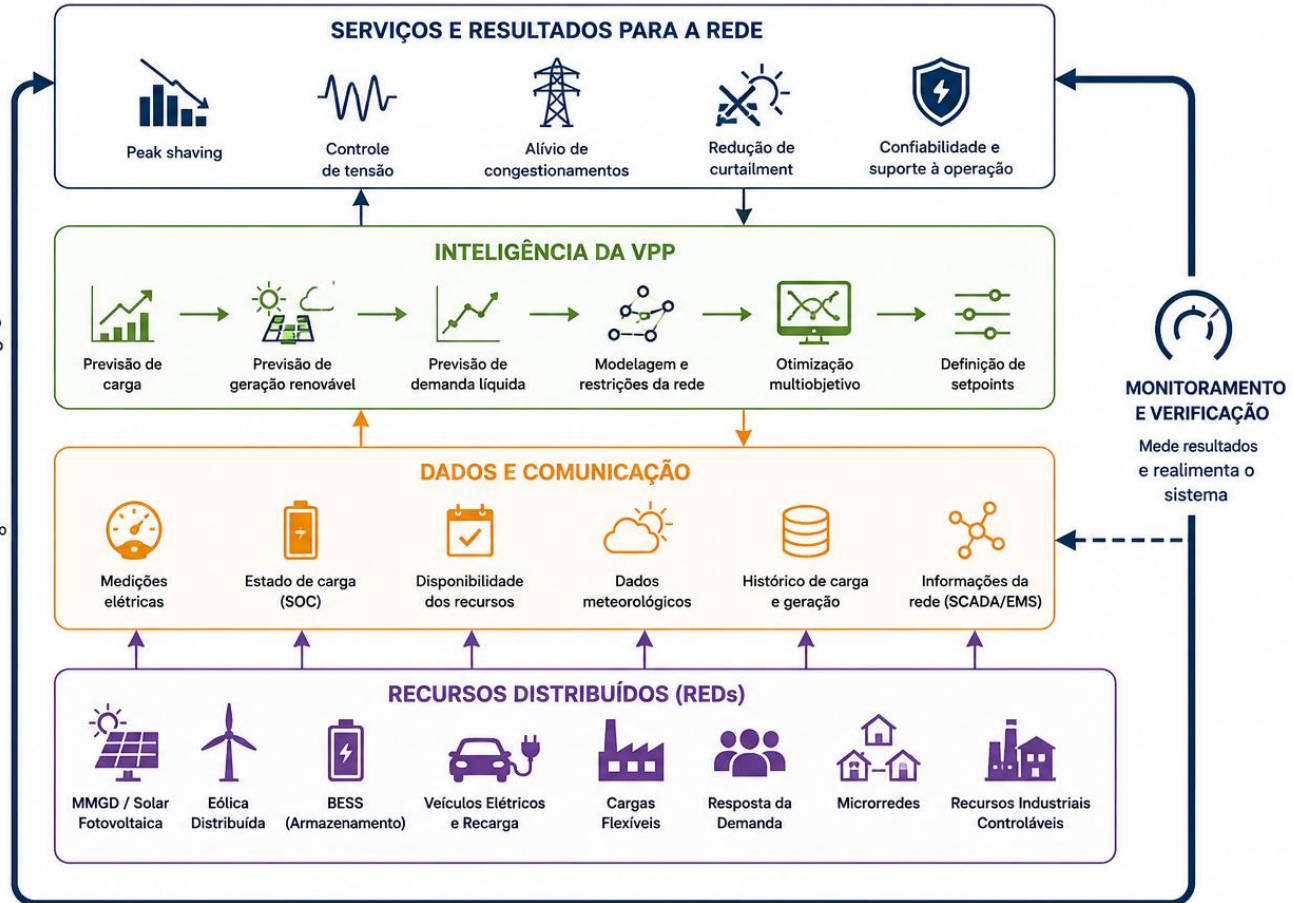 SERVIÇOS E RESULTADOS PARA A REDE
Peak shaving
Controle
de tensão
Alívio de
congestionamentos
Redução de
curtailment
Confiabilidade e
suporte à operação
INTELIGÊNCIA DA VPP
Previsão de
carga
Previsão de
geração renovável
Previsão de
demanda líquida
Modelagem e
restrições da rede
Otimização
multiobjetivo
Definição de
setpoints
MONITORAMENTO
E VERIFICAÇÃO
Mede resultados
e realimenta o
sistema
DADOS E COMUNICAÇÃO
Medições
elétricas
Estado de carga
(SOC)
Disponibilidade
dos recursos
Dados
meteorológicos
Histórico de carga
e geração
Informações da
rede (SCADA/EMS)
RECURSOS DISTRIBUÍDOS (REDs)
MMGD / Solar
Fotovoltaica
Eólica
Distribuída
BESS
(Armazenamento)
Veículos Elétricos
e Recarga
Cargas
Flexíveis
Resposta da
Demanda
Microrredes
Recursos Industriais
Controláveis